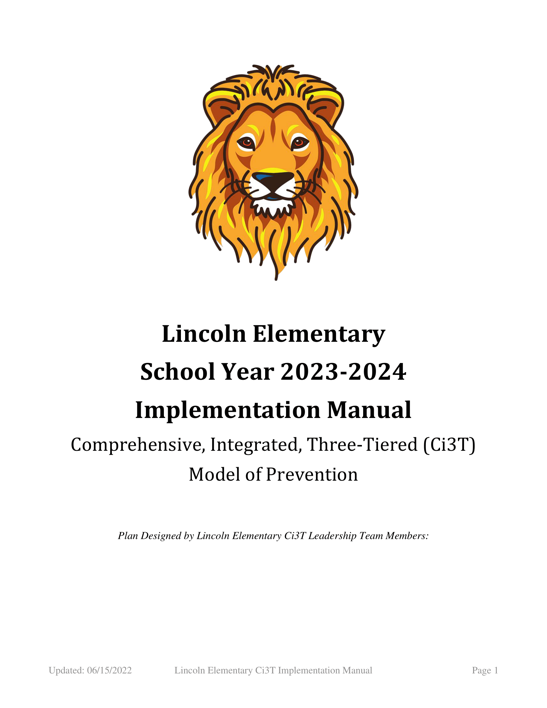 Lincoln Elementary
School Year 2023-2024
Implementation Manual
Comprehensive, Integrated, Three-Tiered (Ci3T)
Model of Prevention
Plan Designed by Lincoln Elementary Ci3T Leadership Team Members:
Updated: 06/15/2022 Lincoln Elementary Ci3T Implementation Manual Page 1